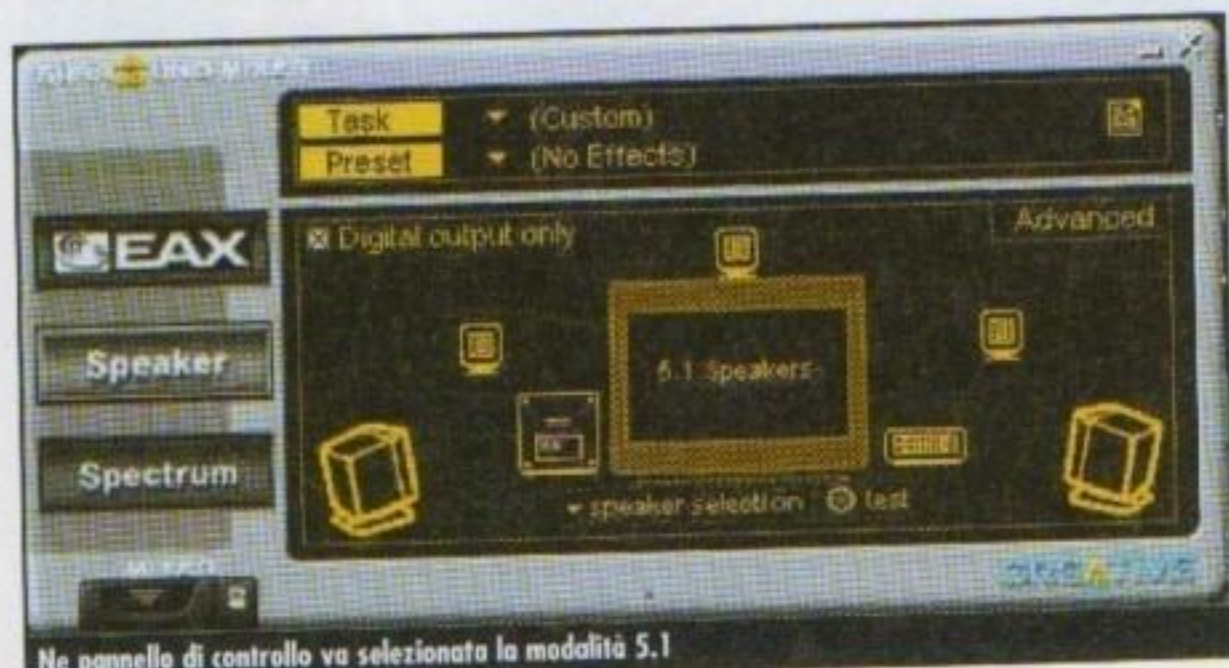 Task (Custom)
Preset (No Effects)
EAX
Digital output only
Advanced
Speaker
5.1 Speakers
Spectrum
speaker selection test
CREATIVE
Ne pannello di controllo va selezionata la modalità 5.1